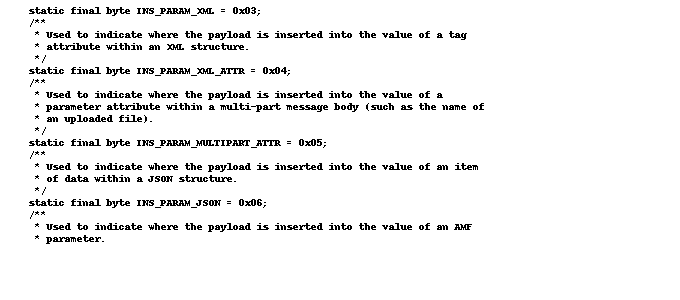 static final byte INS_PARAM_XML = 0x03;
/**
* Used to indicate where the payload is inserted into the value of a tag
* attribute within an XML structure.
*/
static final byte INS_PARAM_XML_ATTR = 0x04;
/**
* Used to indicate where the payload is inserted into the value of a
* parameter attribute within a multi-part message body (such as the name of
* an uploaded file).
*/
static final byte INS_PARAM_MULTIPART_ATTR = 0x05;
/**
* Used to indicate where the payload is inserted into the value of an item
* of data within a JSON structure.
*/
static final byte INS_PARAM_JSON = 0x06;
/**
* Used to indicate where the payload is inserted into the value of an AMF
* parameter.